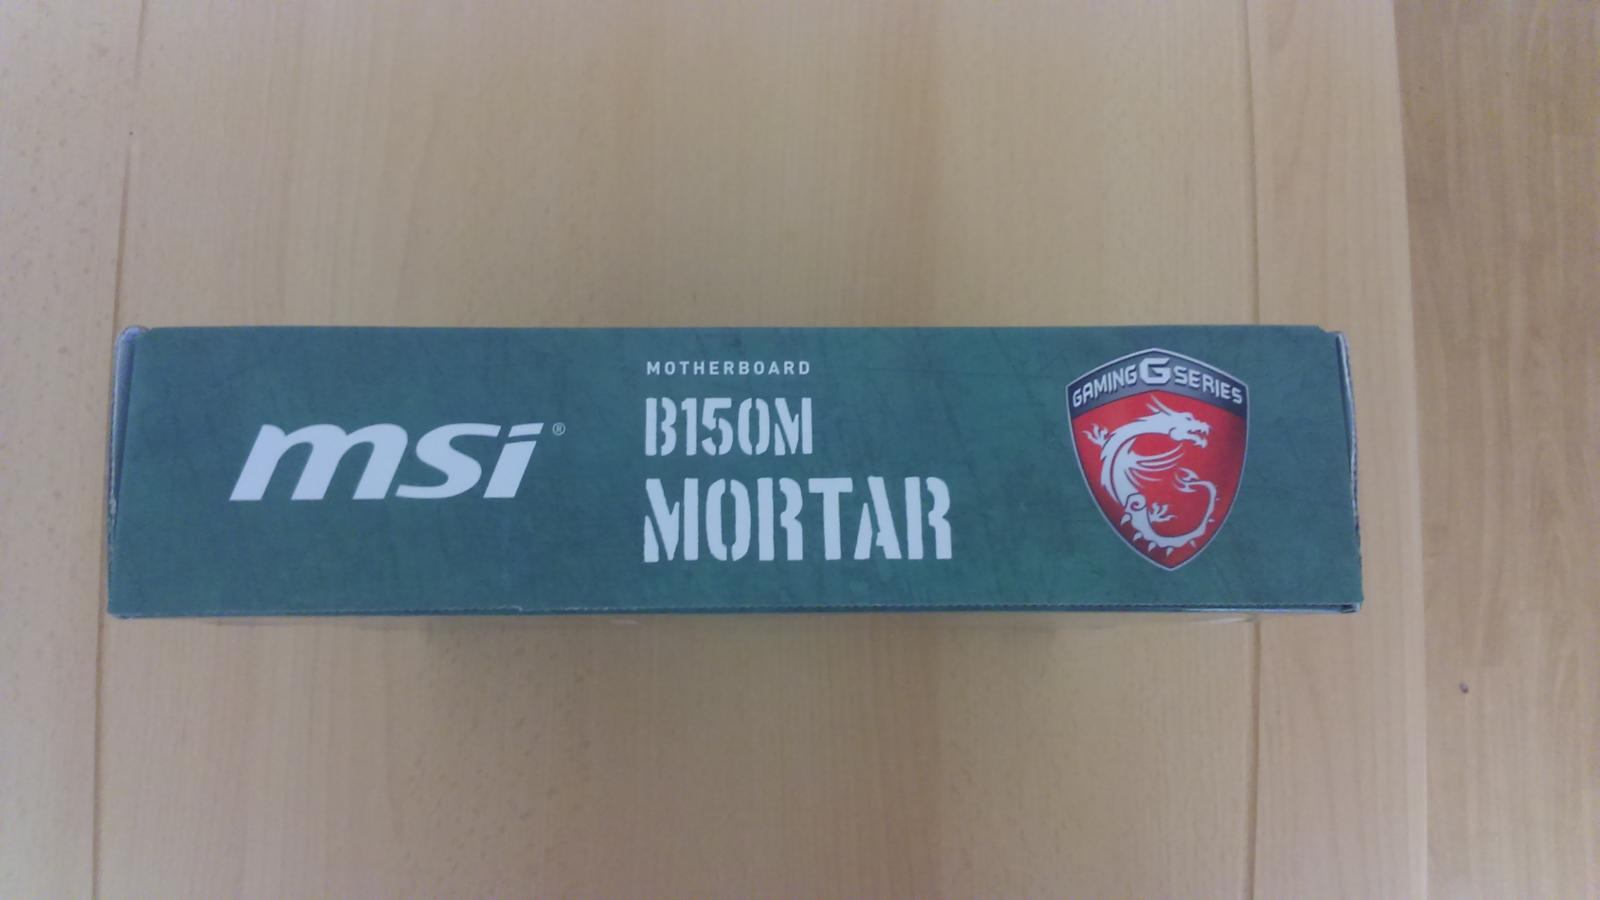 msi®
MOTHERBOARD
B150M
MORTAR
GAMING G SERIES